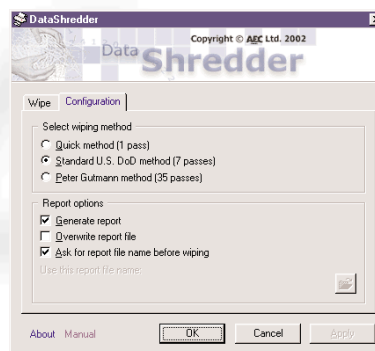 DataShredder
Copyright © AEC Ltd. 2002
Data Shredder
Wipe Configuration
Select wiping method
Quick method (1 pass)
Standard U.S. DoD method (7 passes)
Peter Gutmann method (35 passes)
Report options
Generate report
Overwrite report file
Ask for report file name before wiping
Use this report file name:
About Manual OK Cancel Apply